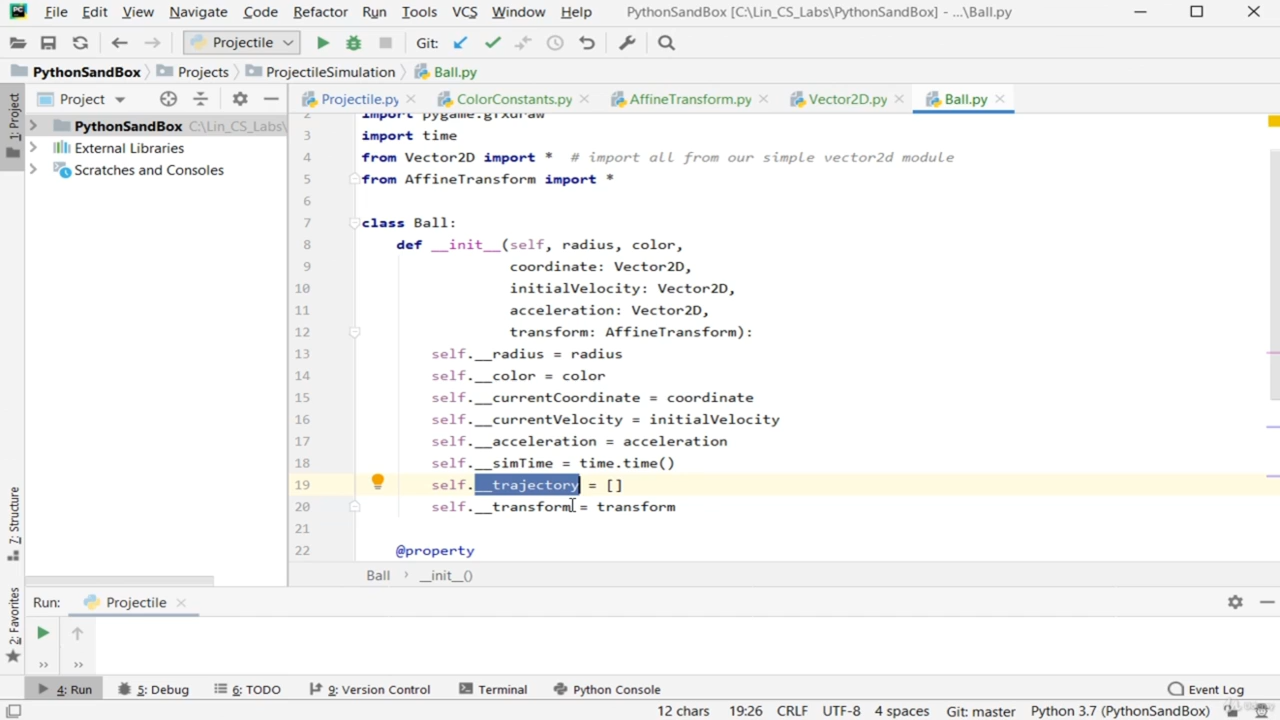 PC File Edit View Navigate Code Refactor Run Tools VCS Window Help PythonSandBox [C:\Lin_CS_Labs\PythonSandBox] - ...\Ball.py
Projectile Git:
PythonSandBox Projects ProjectileSimulation Ball.py
1: Project
Project
Projectile.py ColorConstants.py AffineTransform.py Vector2D.py Ball.py
PythonSandBox C:\Lin_CS_Labs\
External Libraries
Scratches and Consoles
import pygame.gfxdraw
3 import time
4 from Vector2D import * # import all from our simple vector2d module
5 from AffineTransform import *
6
7 class Ball:
8 def __init__(self, radius, color,
9 coordinate: Vector2D,
10 initialVelocity: Vector2D,
11 acceleration: Vector2D,
12 transform: AffineTransform):
13 self.__radius = radius
14 self.__color = color
15 self.__currentCoordinate = coordinate
16 self.__currentVelocity = initialVelocity
17 self.__acceleration = acceleration
18 self.__simTime = time.time()
19 self.__trajectory = []
20 self.__transform = transform
21
22 @property
Ball › __init__()
7: Structure
2: Favorites
Run: Projectile
» »
4: Run 5: Debug 6: TODO 9: Version Control Terminal Python Console Event Log
12 chars 19:26 CRLF UTF-8 4 spaces Git: master Python 3.7 (PythonSandBox)